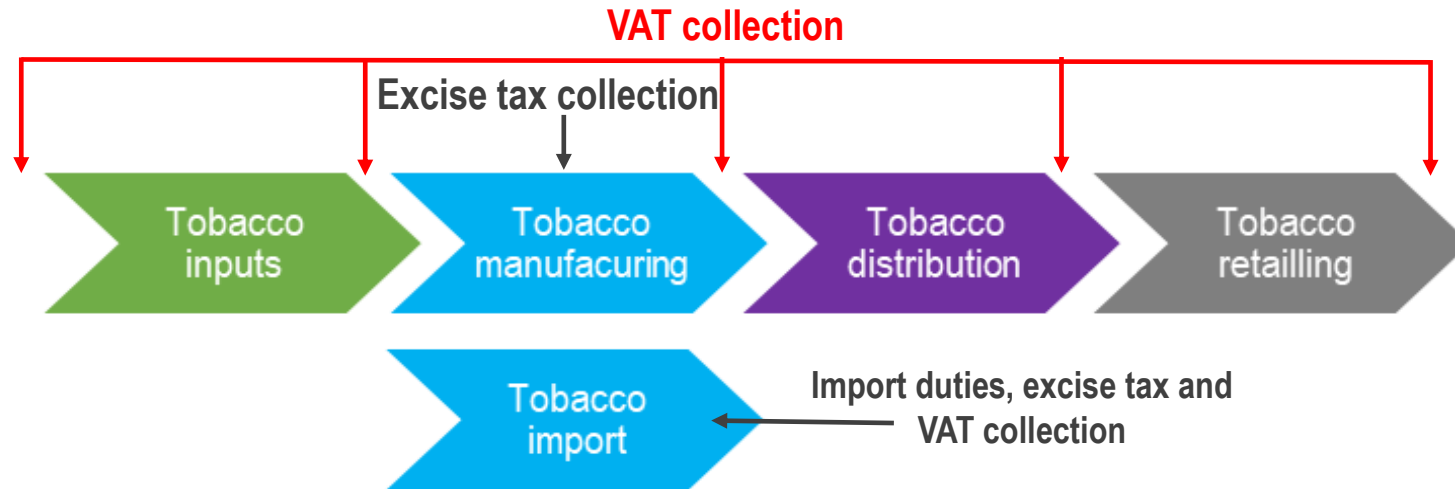 VAT collection
Excise tax collection
Tobacco
inputs
Tobacco
manufacuring
Tobacco
distribution
Tobacco
retailling
Tobacco
import
Import duties, excise tax and
VAT collection